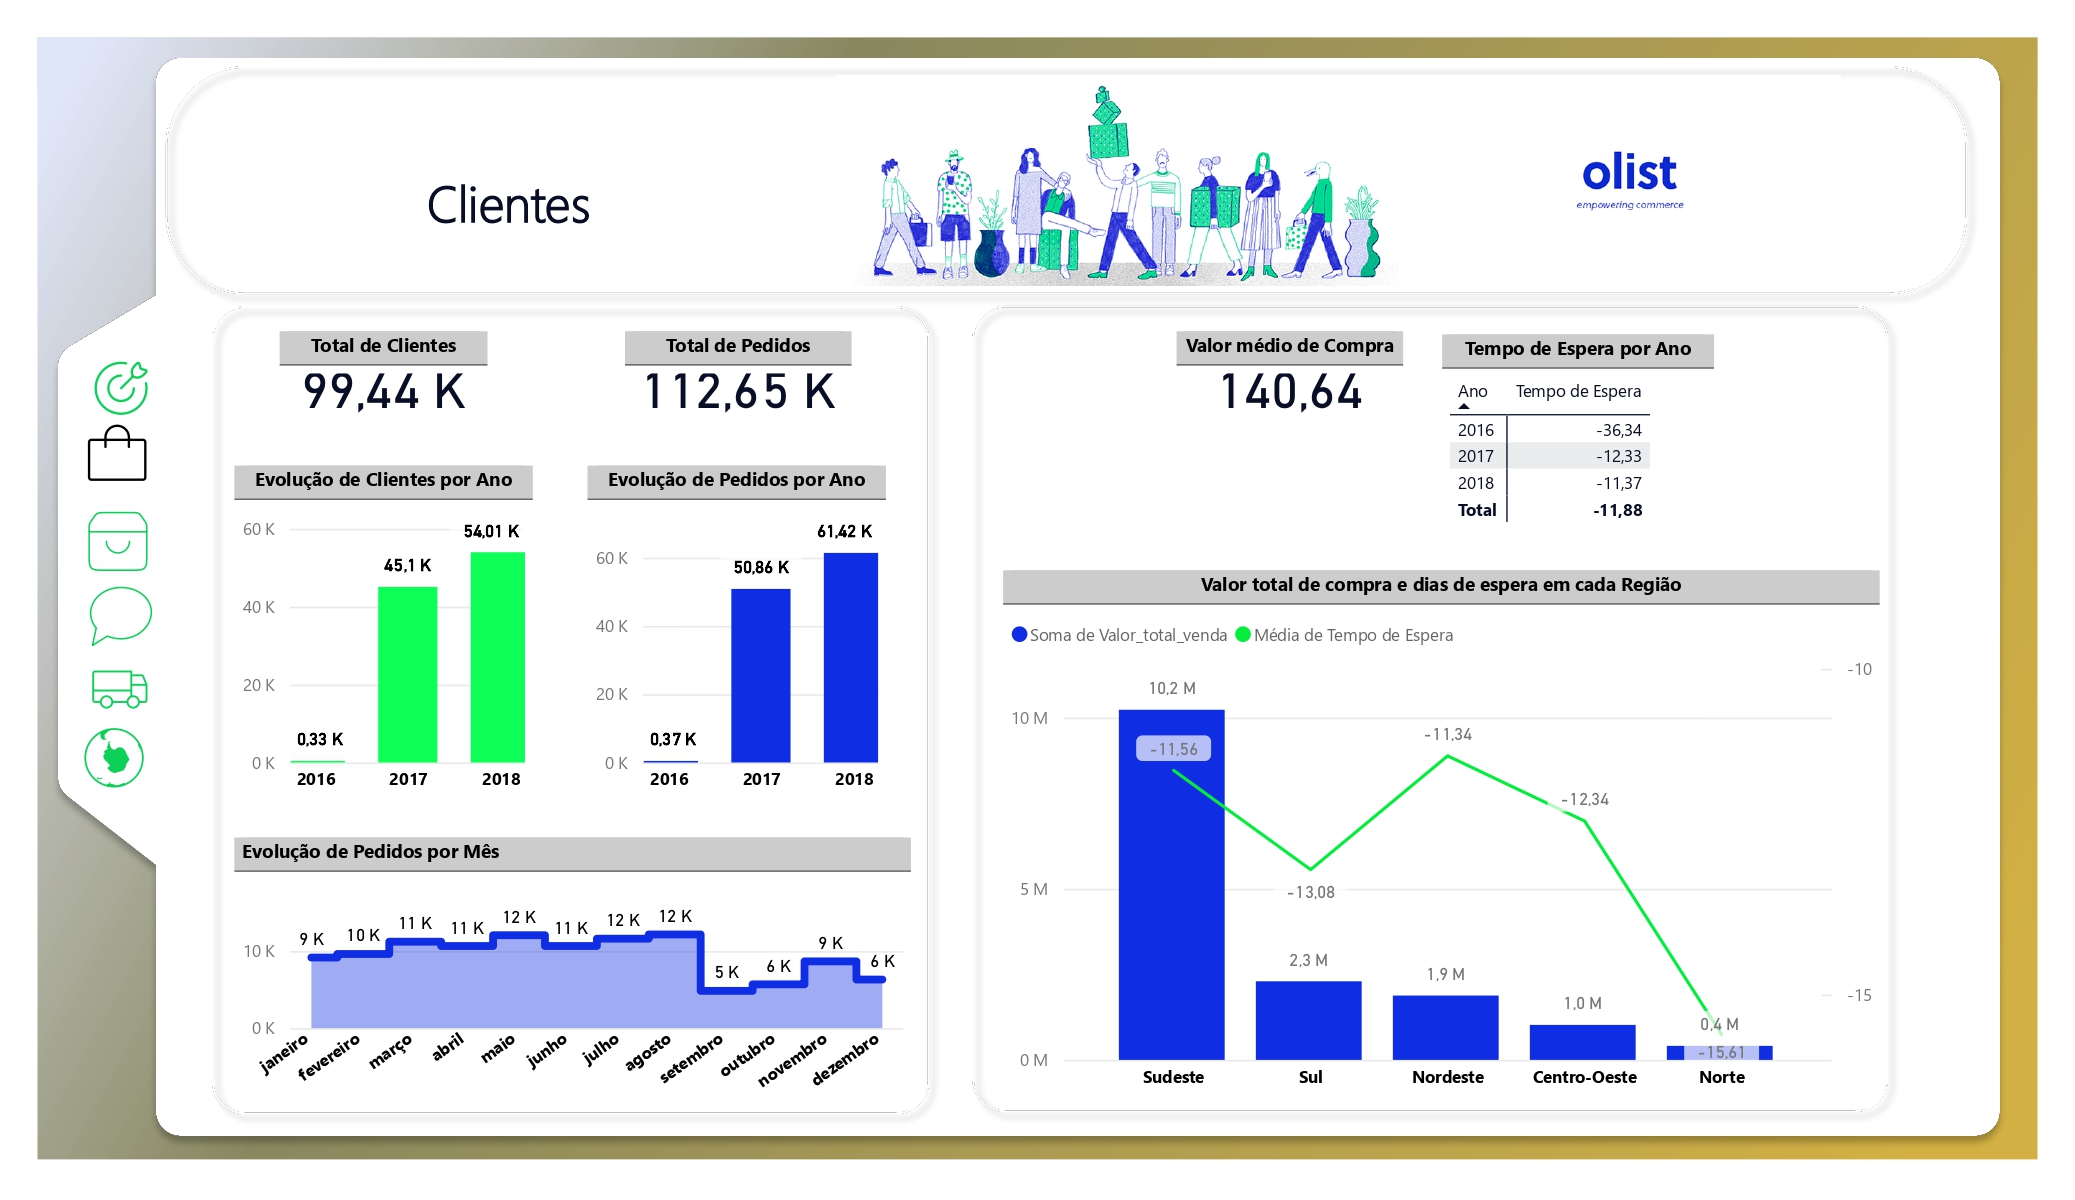 Clientes
olist
empowering commerce
Total de Clientes
99,44 K
Total de Pedidos
112,65 K
Valor médio de Compra
140,64
Tempo de Espera por Ano
Ano Tempo de Espera
2016 -36,34
2017 -12,33
2018 -11,37
Total -11,88
Evolução de Clientes por Ano
60 K
40 K
20 K
0 K
0,33 K
45,1 K
54,01 K
2016 2017 2018
Evolução de Pedidos por Ano
60 K
40 K
20 K
0 K
0,37 K
50,86 K
61,42 K
2016 2017 2018
Evolução de Pedidos por Mês
10 K
0 K
9 K 10 K 11 K 11 K 12 K 11 K 12 K 12 K 5 K 6 K 9 K 6 K
janeiro fevereiro março abril maio junho julho agosto setembro outubro novembro dezembro
Valor total de compra e dias de espera em cada Região
Soma de Valor_total_venda Média de Tempo de Espera
10 M
5 M
0 M
-10
-15
10,2 M
2,3 M
1,9 M
1,0 M
0,4 M
-11,56
-13,08
-11,34
-12,34
-15,61
Sudeste Sul Nordeste Centro-Oeste Norte